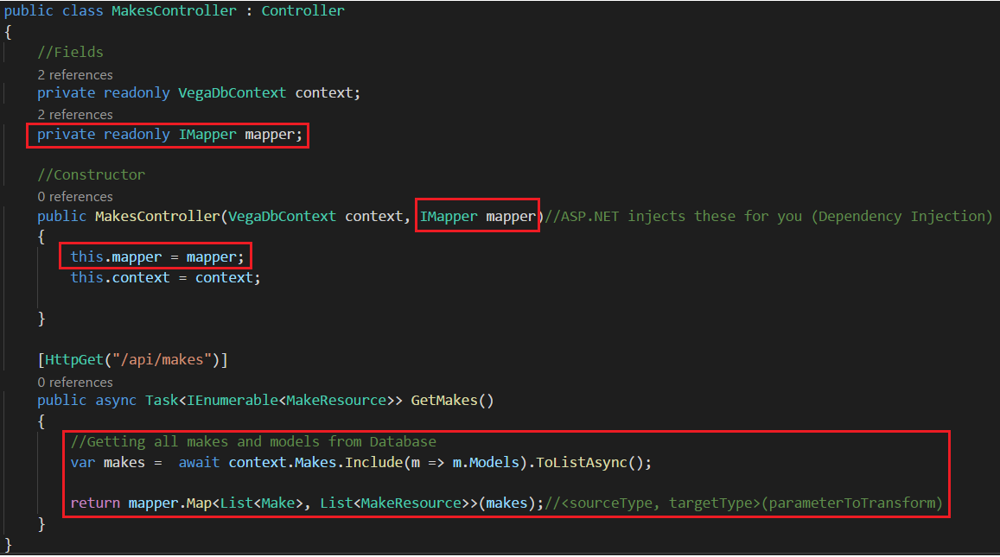 public class MakesController : Controller
{
//Fields
2 references
private readonly VegaDbContext context;
2 references
private readonly IMapper mapper;
//Constructor
0 references
public MakesController(VegaDbContext context, IMapper mapper)//ASP.NET injects these for you (Dependency Injection)
{
this.mapper = mapper;
this.context = context;
}
[HttpGet("/api/makes")]
0 references
public async Task<IEnumerable<MakeResource>> GetMakes()
{
//Getting all makes and models from Database
var makes =  await context.Makes.Include(m => m.Models).ToListAsync();
return mapper.Map<List<Make>, List<MakeResource>>(makes);//<sourceType, targetType>(parameterToTransform)
}
}